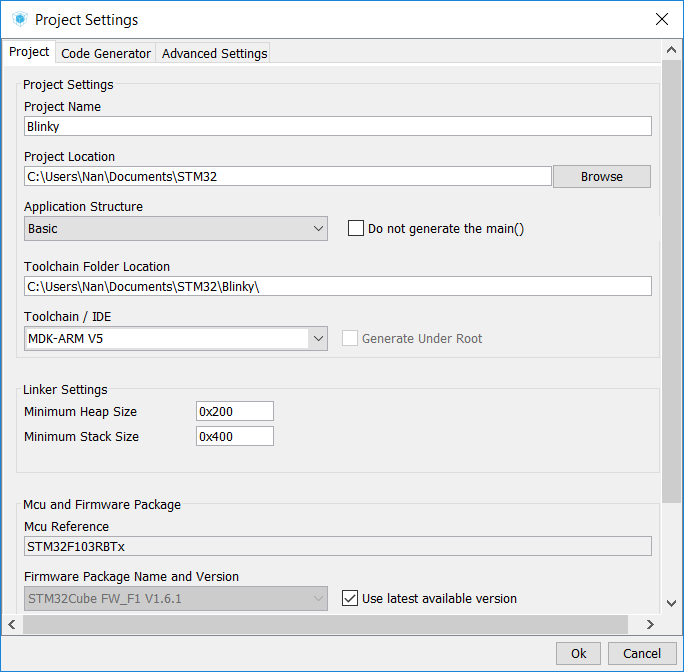 Project Settings
Project Code Generator Advanced Settings
Project Settings
Project Name
Blinky
Project Location
C:\Users\Nan\Documents\STM32 Browse
Application Structure
Basic Do not generate the main()
Toolchain Folder Location
C:\Users\Nan\Documents\STM32\Blinky\
Toolchain / IDE
MDK-ARM V5 Generate Under Root
Linker Settings
Minimum Heap Size 0x200
Minimum Stack Size 0x400
Mcu and Firmware Package
Mcu Reference
STM32F103RBTx
Firmware Package Name and Version
STM32Cube FW_F1 V1.6.1 Use latest available version
Ok Cancel